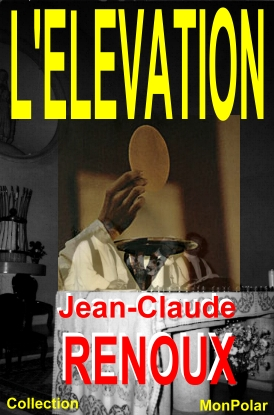 L'ELEVATION
Jean-Claude
RENOUX
Collection MonPolar